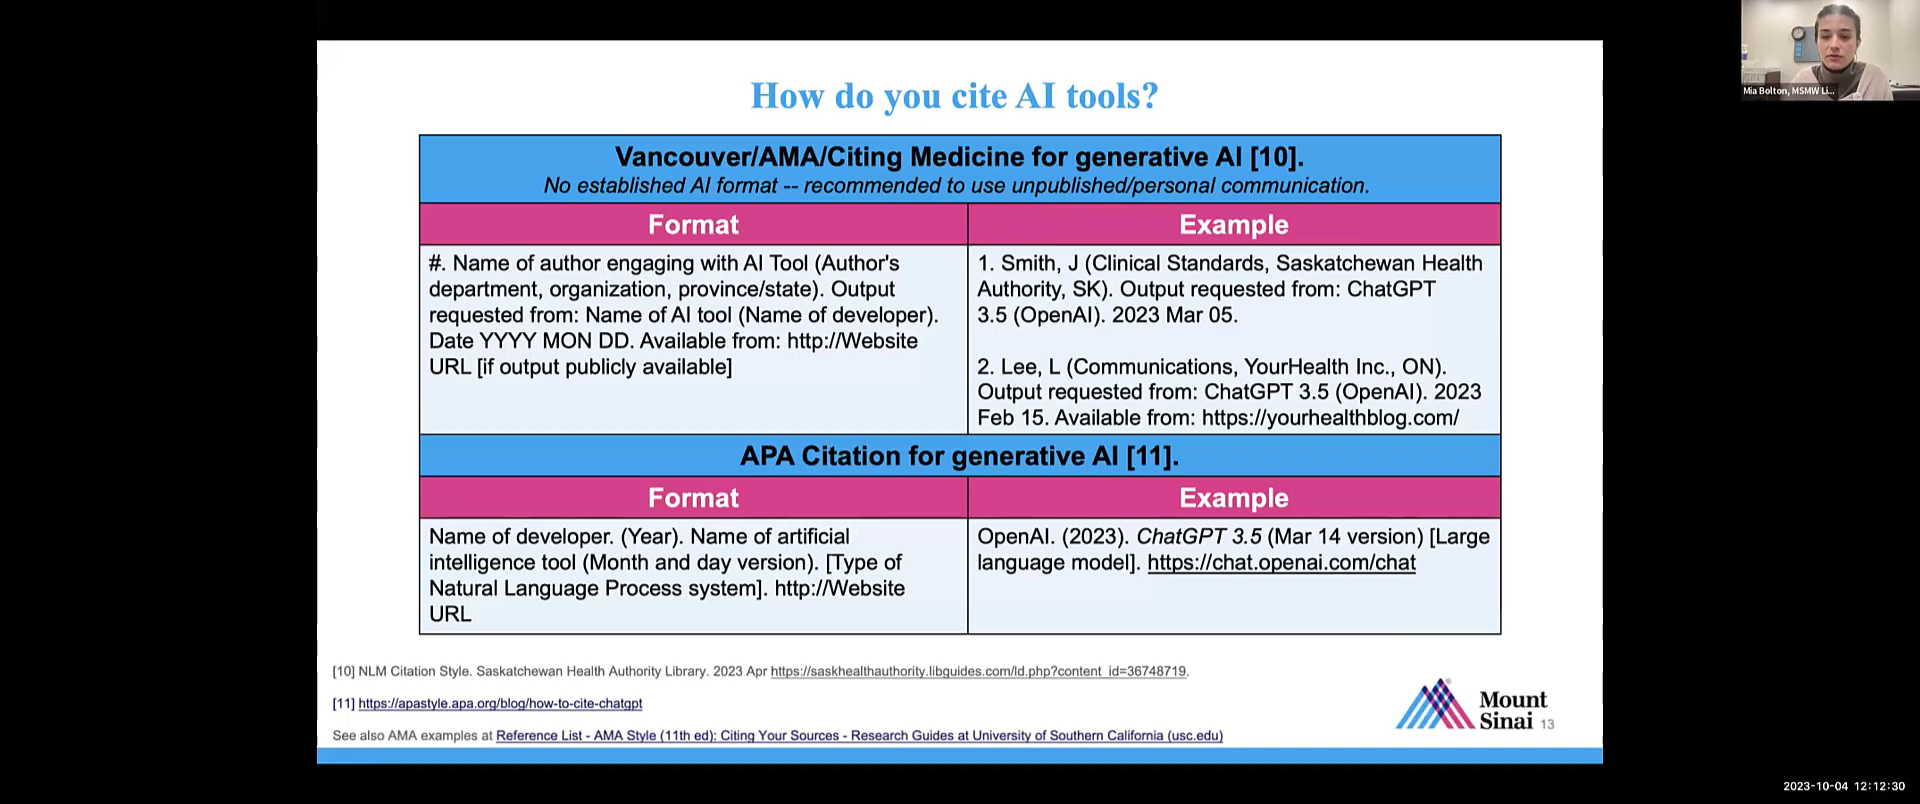 How do you cite AI tools?
Vancouver/AMA/Citing Medicine for generative AI [10].
No established AI format -- recommended to use unpublished/personal communication.
Format
Example
#. Name of author engaging with AI Tool (Author's
department, organization, province/state). Output
requested from: Name of AI tool (Name of developer).
Date YYYY MON DD. Available from: http://Website
URL [if output publicly available]
1. Smith, J (Clinical Standards, Saskatchewan Health
Authority, SK). Output requested from: ChatGPT
3.5 (OpenAI). 2023 Mar 05.
2. Lee, L (Communications, YourHealth Inc., ON).
Output requested from: ChatGPT 3.5 (OpenAI). 2023
Feb 15. Available from: https://yourhealthblog.com/
APA Citation for generative AI [11].
Format
Example
Name of developer. (Year). Name of artificial
intelligence tool (Month and day version). [Type of
Natural Language Process system]. http://Website
URL
OpenAI. (2023). ChatGPT 3.5 (Mar 14 version) [Large
language model]. https://chat.openai.com/chat
[10] NLM Citation Style. Saskatchewan Health Authority Library. 2023 Apr https://saskhealthauthority.libguides.com/ld.php?content_id=36748719.
[11] https://apastyle.apa.org/blog/how-to-cite-chatgpt
See also AMA examples at Reference List - AMA Style (11th ed): Citing Your Sources - Research Guides at University of Southern California (usc.edu)
Mount
Sinai 13
Mia Bolton, MSMW Li...
2023-10-04 12:12:30